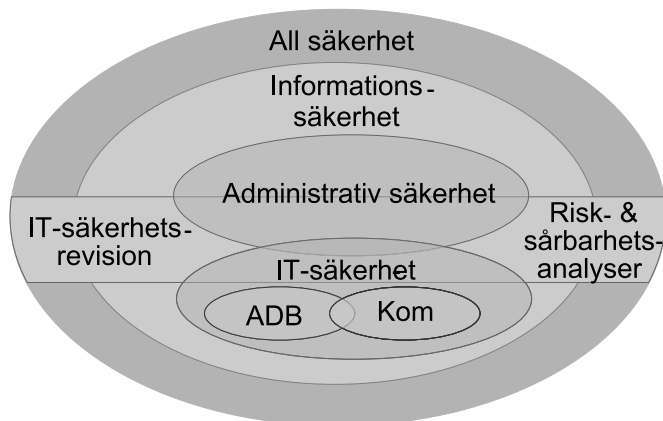 All säkerhet
Informations-
säkerhet
Administrativ säkerhet
IT-säkerhets-
revision
Risk- &
sårbarhets-
analyser
IT-säkerhet
ADB
Kom